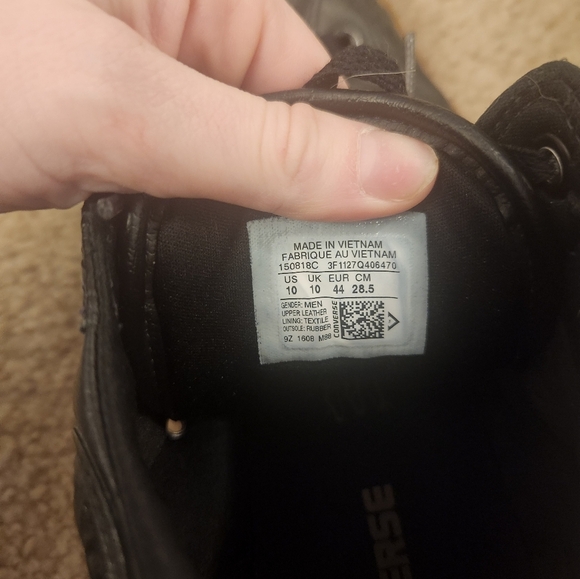 MADE IN VIETNAM
FABRIQUE AU VIETNAM
150818C 3F1127Q406470
US UK EUR CM
10 10 44 28.5
GENDER: MEN
UPPER LEATHER
LINING: TEXTILE
OUTSOLE: RUBBER
9Z 1608 M98
CONVERSE
ERSE